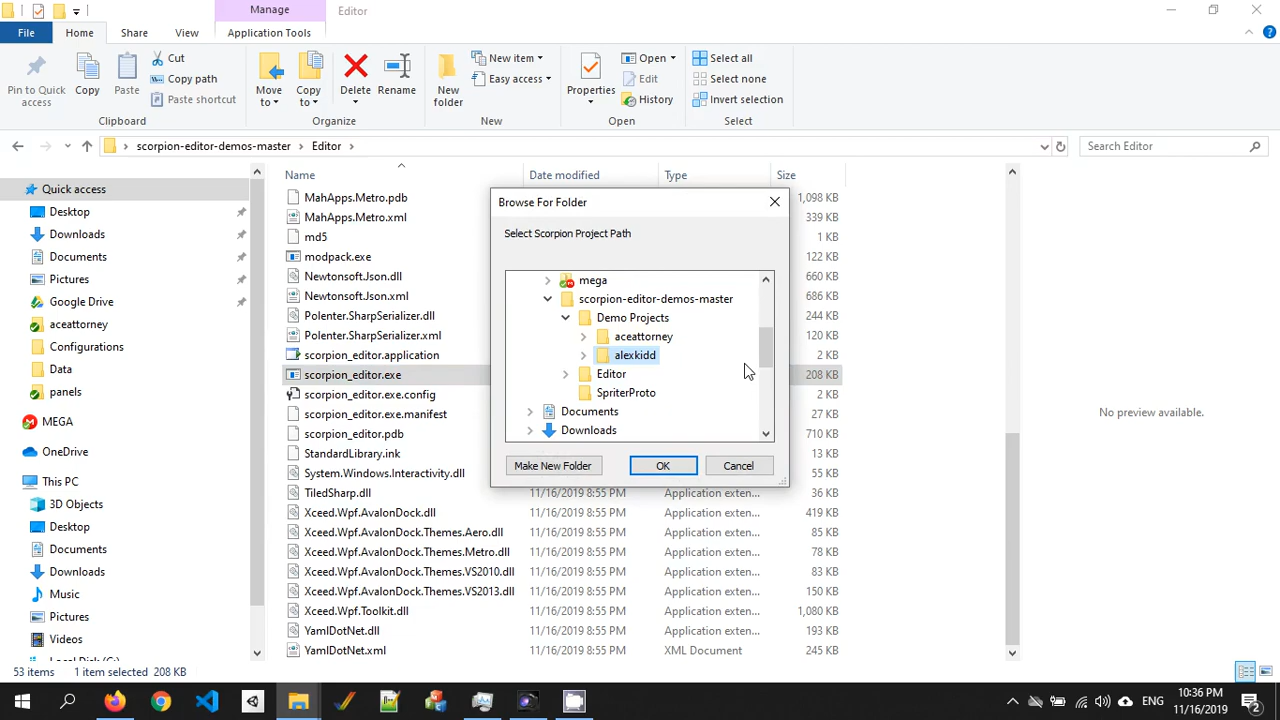 Manage
Editor
File
Home
Share
View
Application Tools
Pin to Quick access
Copy
Paste
Cut
Copy path
Paste shortcut
Clipboard
Move to
Copy to
Delete
Rename
Organize
New folder
New item
Easy access
New
Properties
Open
Edit
History
Open
Select all
Select none
Invert selection
Select
scorpion-editor-demos-master > Editor >
Search Editor
Name
Date modified
Type
Size
Quick access
Desktop
Downloads
Documents
Pictures
Google Drive
aceattorney
Configurations
Data
panels
MEGA
OneDrive
This PC
3D Objects
Desktop
Documents
Downloads
Music
Pictures
Videos
MahApps.Metro.pdb 1,098 KB
MahApps.Metro.xml 339 KB
md5 1 KB
modpack.exe 122 KB
Newtonsoft.Json.dll 660 KB
Newtonsoft.Json.xml 686 KB
Polenter.SharpSerializer.dll 244 KB
Polenter.SharpSerializer.xml 120 KB
scorpion_editor.application 2 KB
scorpion_editor.exe 208 KB
scorpion_editor.exe.config 2 KB
scorpion_editor.exe.manifest 27 KB
scorpion_editor.pdb 710 KB
StandardLibrary.ink 13 KB
System.Windows.Interactivity.dll 55 KB
TiledSharp.dll 11/16/2019 8:55 PM Application exten... 36 KB
Xceed.Wpf.AvalonDock.dll 11/16/2019 8:55 PM Application exten... 419 KB
Xceed.Wpf.AvalonDock.Themes.Aero.dll 11/16/2019 8:55 PM Application exten... 85 KB
Xceed.Wpf.AvalonDock.Themes.Metro.dll 11/16/2019 8:55 PM Application exten... 78 KB
Xceed.Wpf.AvalonDock.Themes.VS2010.dll 11/16/2019 8:55 PM Application exten... 83 KB
Xceed.Wpf.AvalonDock.Themes.VS2013.dll 11/16/2019 8:55 PM Application exten... 150 KB
Xceed.Wpf.Toolkit.dll 11/16/2019 8:55 PM Application exten... 1,080 KB
YamlDotNet.dll 11/16/2019 8:55 PM Application exten... 193 KB
YamlDotNet.xml 11/16/2019 8:55 PM XML Document 245 KB
Browse For Folder
Select Scorpion Project Path
mega
scorpion-editor-demos-master
Demo Projects
aceattorney
alexkidd
Editor
SpriterProto
Documents
Downloads
Make New Folder
OK
Cancel
No preview available.
53 items
1 item selected 208 KB
ENG
10:36 PM
11/16/2019
2